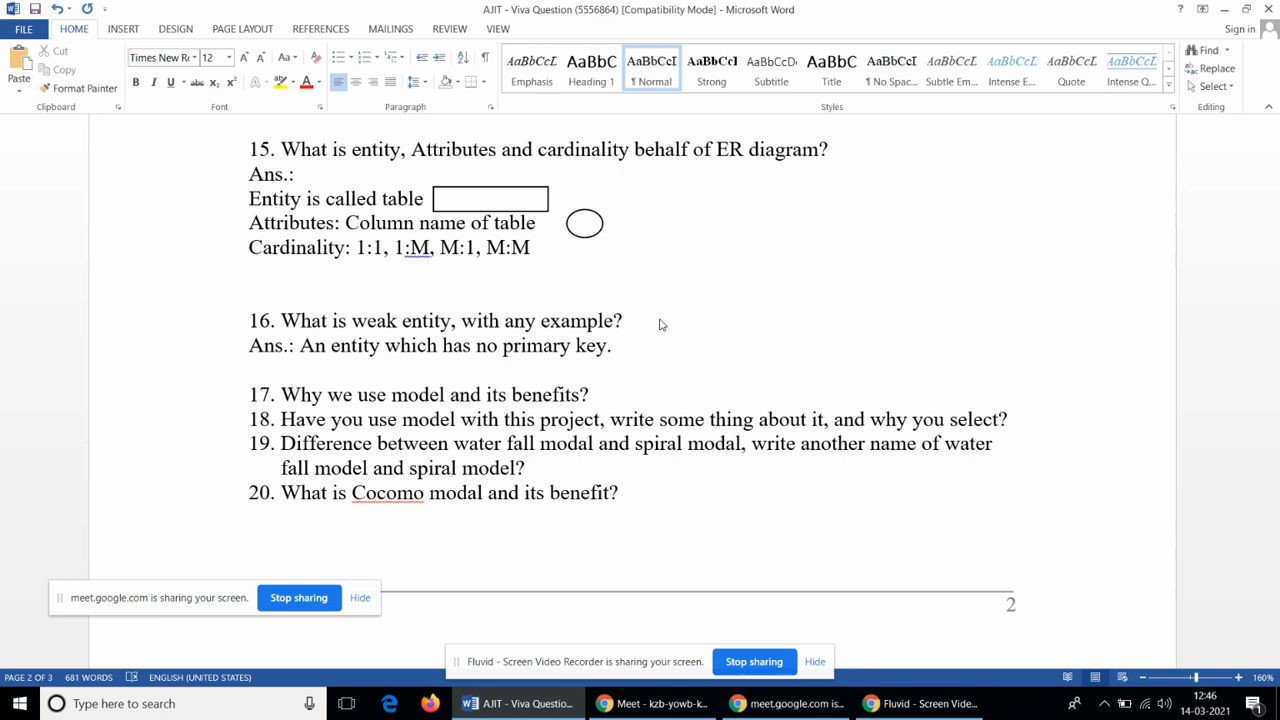 AJIT - Viva Question (5556864) [Compatibility Mode] - Microsoft Word
FILE HOME INSERT DESIGN PAGE LAYOUT REFERENCES MAILINGS REVIEW VIEW Sign in
Paste Cut Copy Format Painter
Times New Ro 12
AaBbCcL AaBbC AaBbCcI AaBbCcI AaBbCcD AaBbC AaBbCcI AaBbCcL AaBbCcL AaBbCcL AaBbCcL
Emphasis Heading 1 ¶ Normal Strong Subtitle Title ¶ No Spac... Subtle Em... Intense E... Quote Intense Q...
Find Replace Select
Clipboard Font Paragraph Styles Editing
15. What is entity, Attributes and cardinality behalf of ER diagram?
Ans.:
Entity is called table
Attributes: Column name of table
Cardinality: 1:1, 1:M, M:1, M:M
16. What is weak entity, with any example?
Ans.: An entity which has no primary key.
17. Why we use model and its benefits?
18. Have you use model with this project, write some thing about it, and why you select?
19. Difference between water fall modal and spiral modal, write another name of water
fall model and spiral model?
20. What is Cocomo modal and its benefit?
meet.google.com is sharing your screen. Stop sharing Hide
2
Fluvid - Screen Video Recorder is sharing your screen. Stop sharing Hide
PAGE 2 OF 3 681 WORDS ENGLISH (UNITED STATES) 160%
Type here to search AJIT - Viva Questio... Meet - kzb-yowb-k... meet.google.com is... Fluvid - Screen Vid... 12:46
14-03-2021